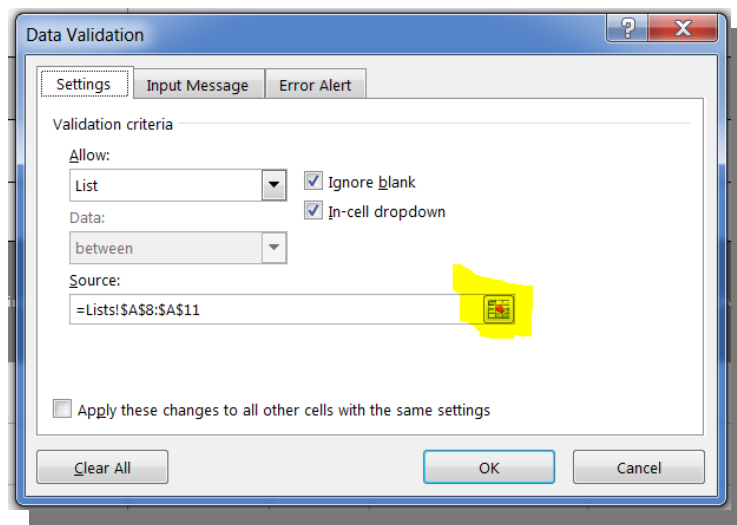 Data Validation
Settings
Input Message
Error Alert
Validation criteria
Allow:
List
Ignore blank
In-cell dropdown
Data:
between
Source:
=Lists!$A$8:$A$11
Apply these changes to all other cells with the same settings
Clear All
OK
Cancel